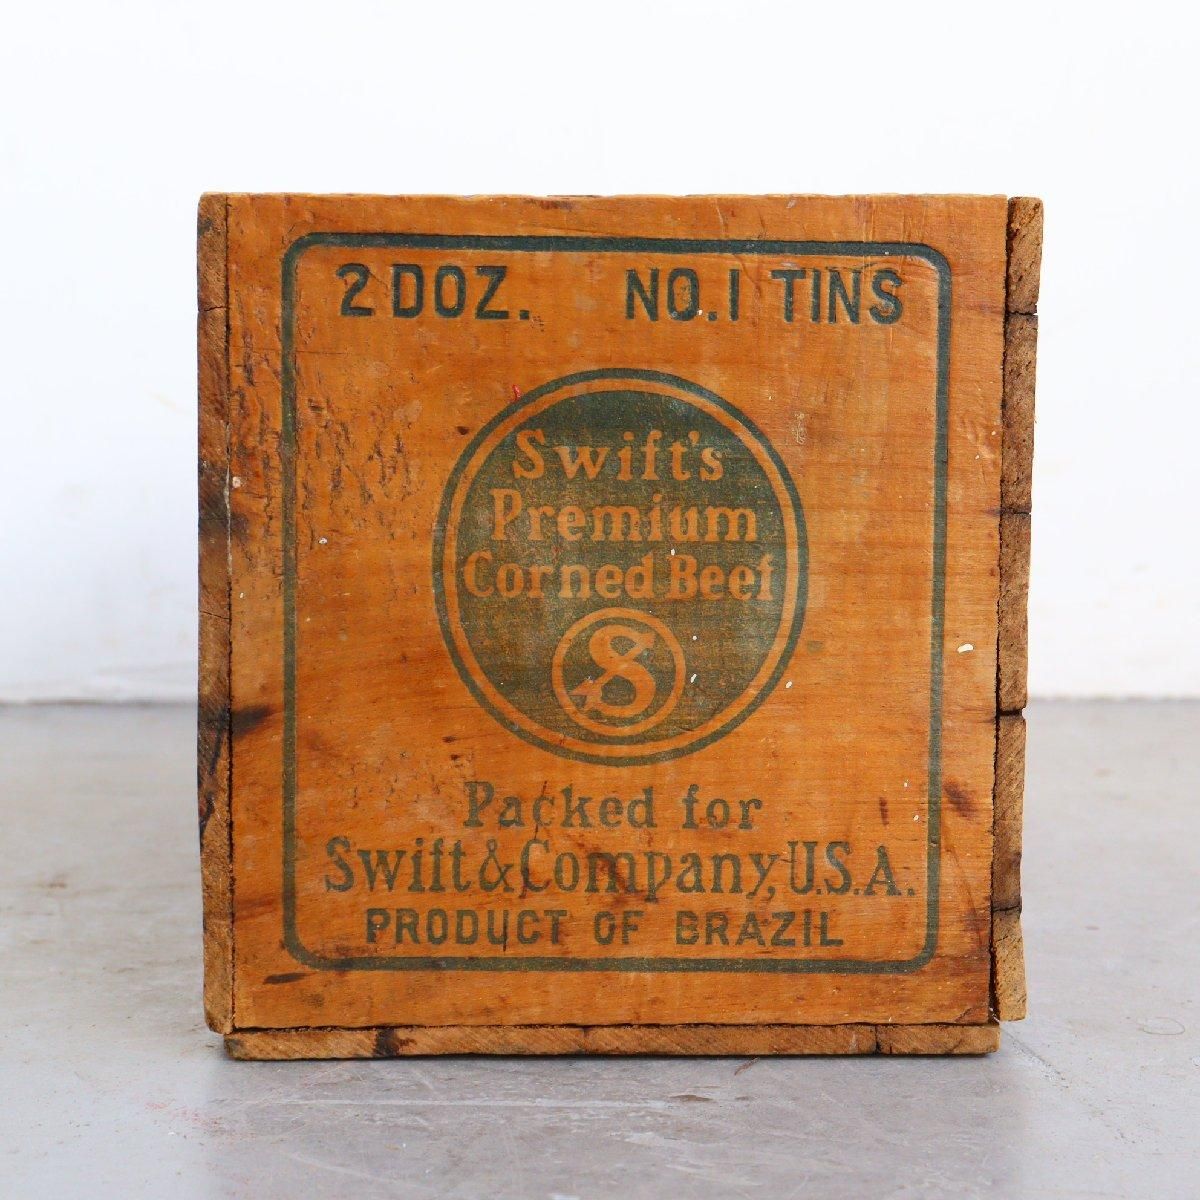 2 DOZ. NO. 1 TINS
Swift's
Premium
Corned Beef
S
Packed for
Swift & Company, U.S.A.
PRODUCT OF BRAZIL